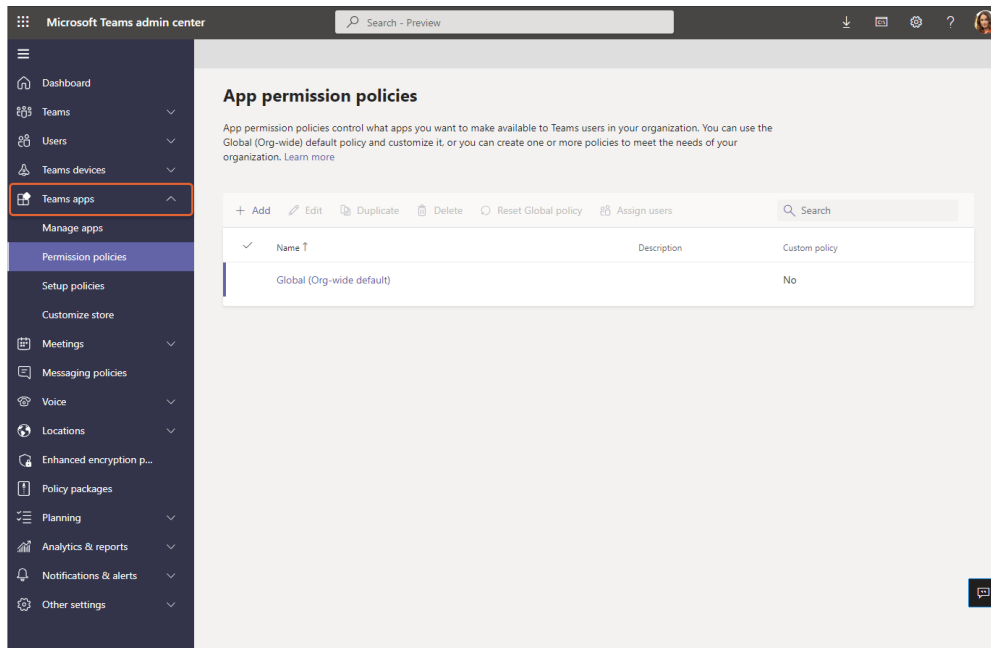 Microsoft Teams admin center
Search - Preview
Dashboard
Teams
Users
Teams devices
Teams apps
Manage apps
Permission policies
Setup policies
Customize store
Meetings
Messaging policies
Voice
Locations
Enhanced encryption p...
Policy packages
Planning
Analytics & reports
Notifications & alerts
Other settings
App permission policies
App permission policies control what apps you want to make available to Teams users in your organization. You can use the
Global (Org-wide) default policy and customize it, or you can create one or more policies to meet the needs of your
organization. Learn more
+ Add Edit Duplicate Delete Reset Global policy Assign users Search
Name ↑ Description Custom policy
Global (Org-wide default) No